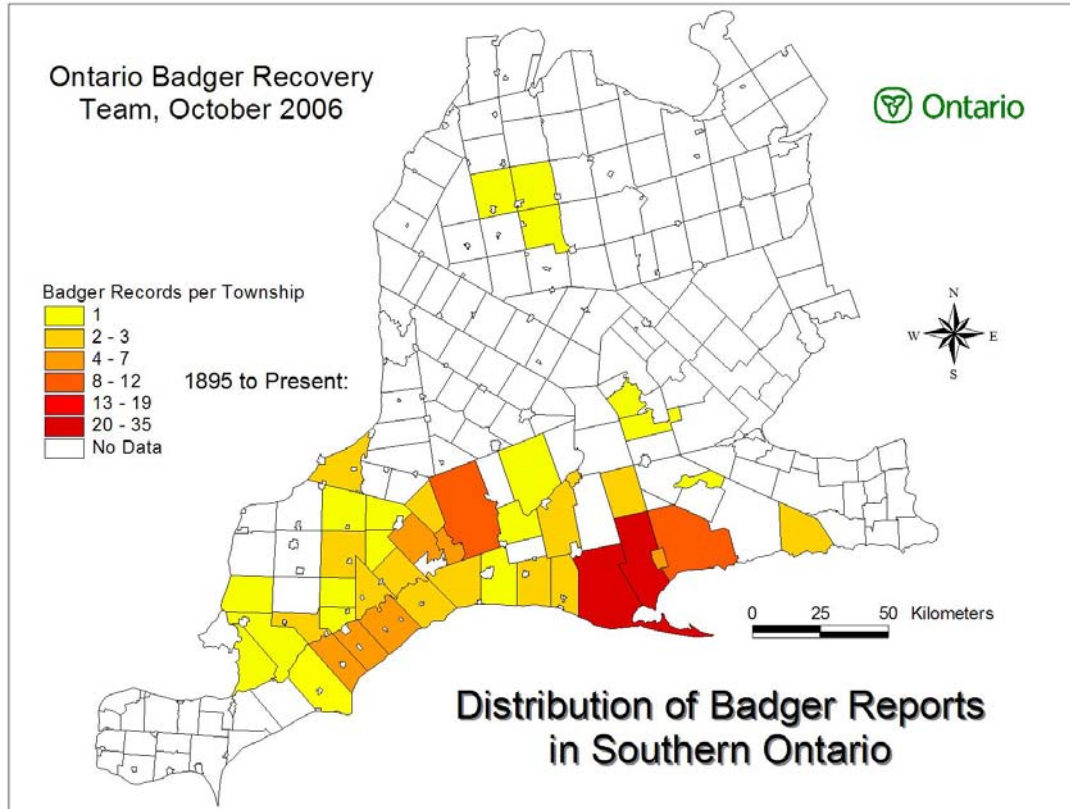 Ontario Badger Recovery
Team, October 2006
Ontario
Badger Records per Township
1
2 - 3
4 - 7
8 - 12
13 - 19
20 - 35
No Data
1895 to Present:
N
W E
S
0 25 50 Kilometers
Distribution of Badger Reports
in Southern Ontario